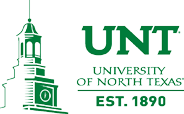 UNT
UNIVERSITY
OF NORTH TEXAS
EST. 1890